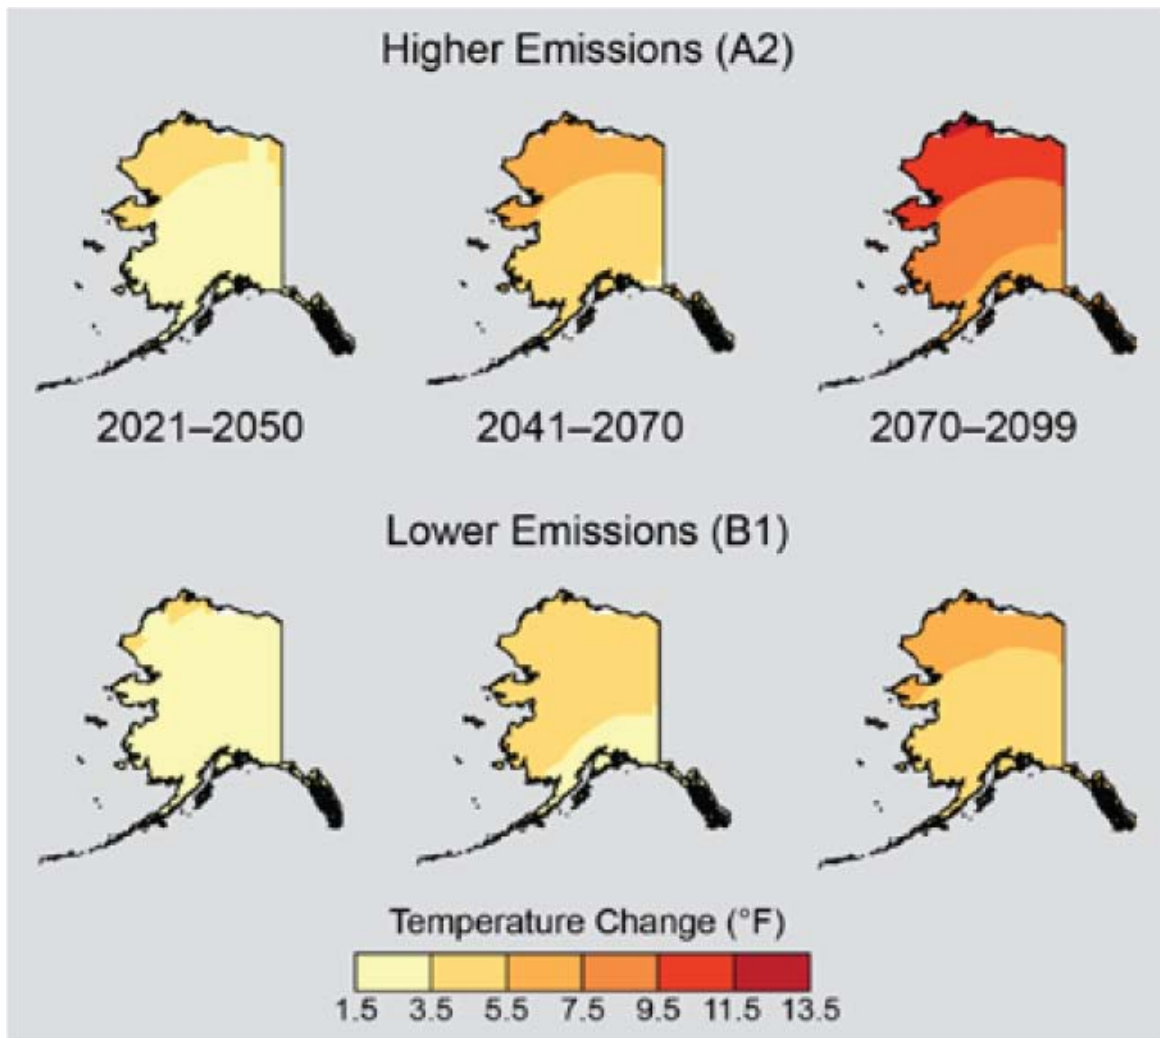 Higher Emissions (A2)
2021–2050 2041–2070 2070–2099
Lower Emissions (B1)
Temperature Change (°F)
1.5 3.5 5.5 7.5 9.5 11.5 13.5